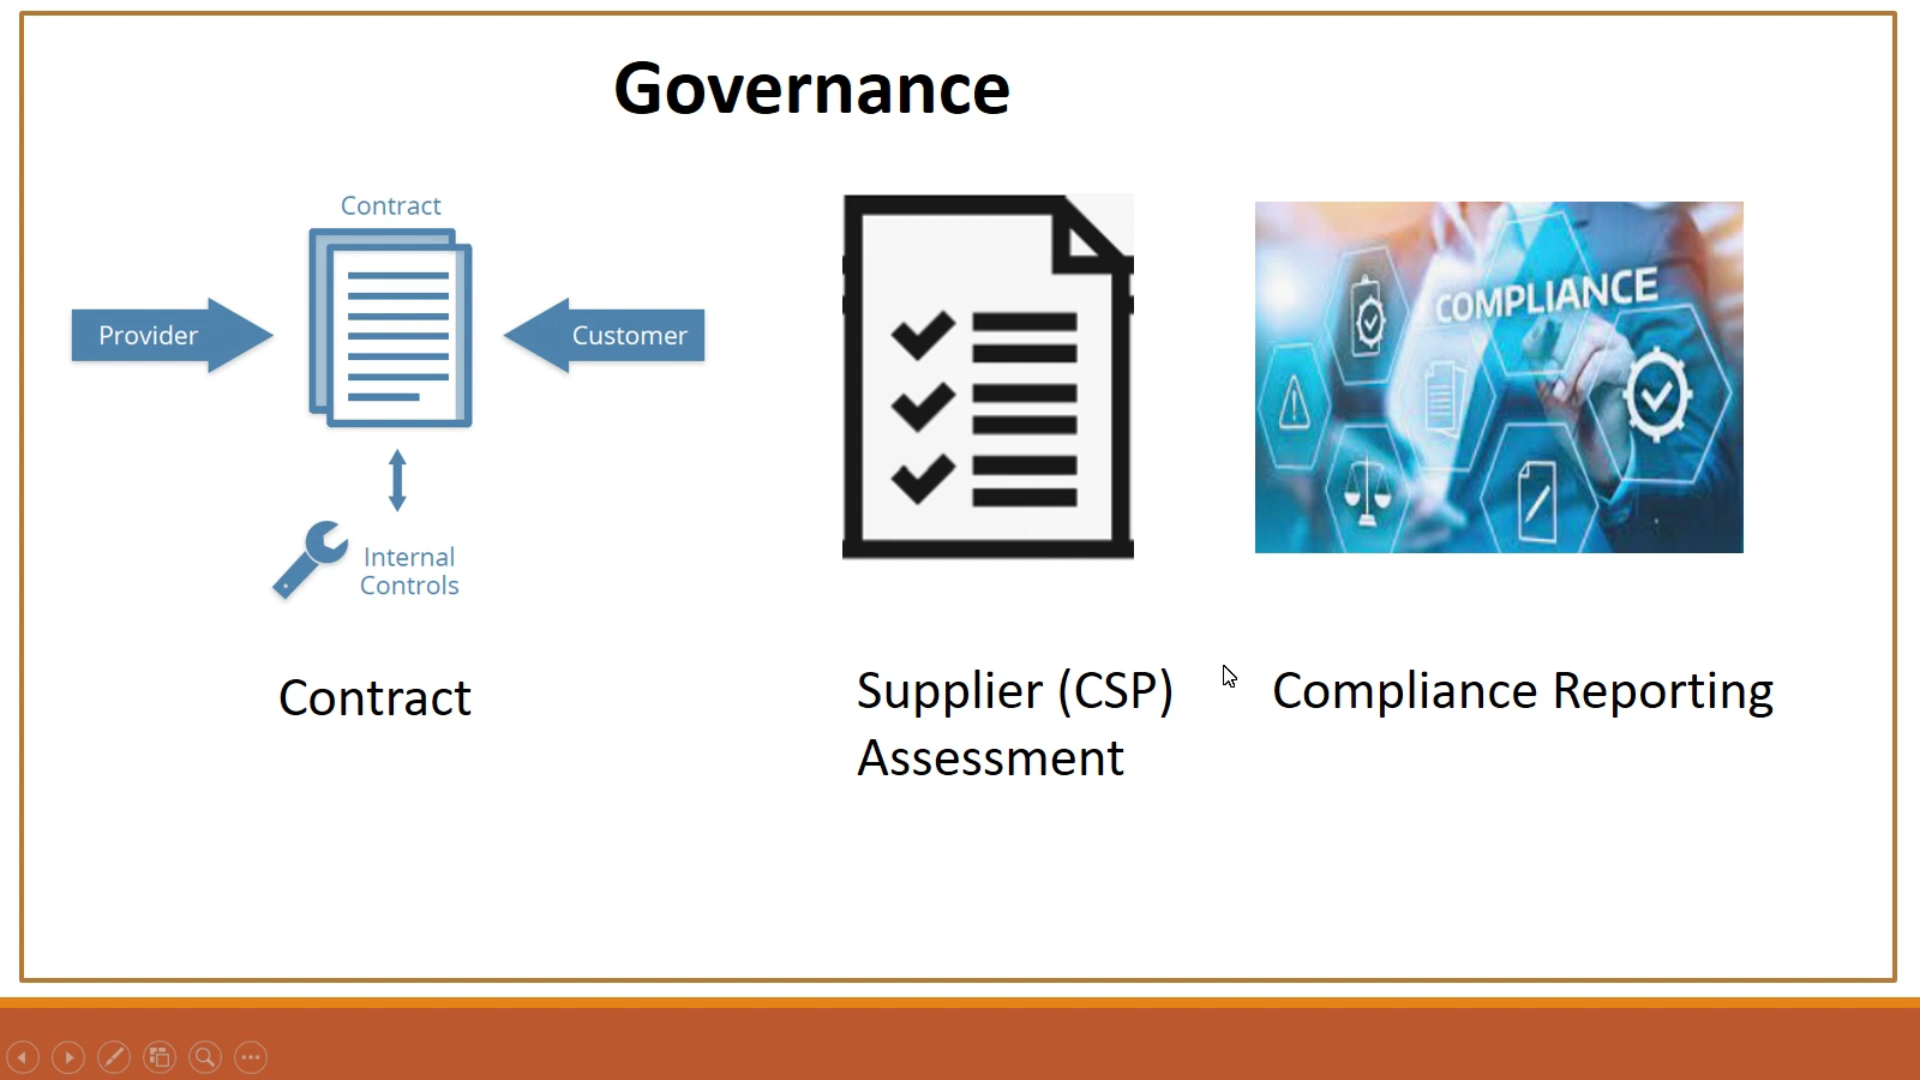 Governance
Contract
Provider
Customer
Internal
Controls
Contract
Supplier (CSP)
Assessment
COMPLIANCE
Compliance Reporting